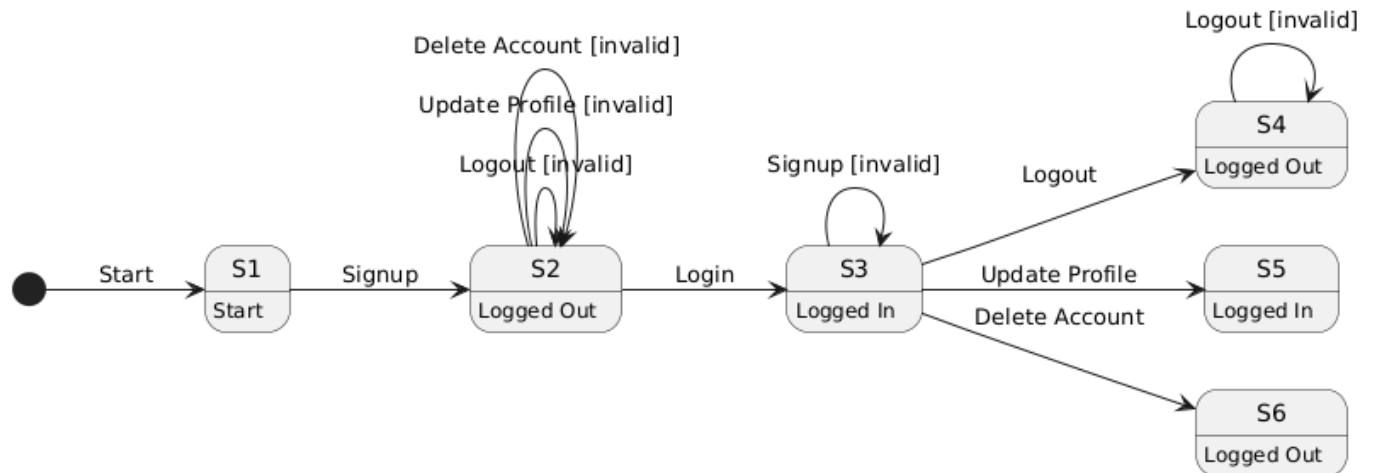 Logout [invalid]
Delete Account [invalid]
Update Profile [invalid]
Logout [invalid]
Signup [invalid]
S4
Logged Out
Logout
Start
S1
Start
Signup
S2
Logged Out
Login
S3
Logged In
Update Profile
S5
Logged In
Delete Account
S6
Logged Out